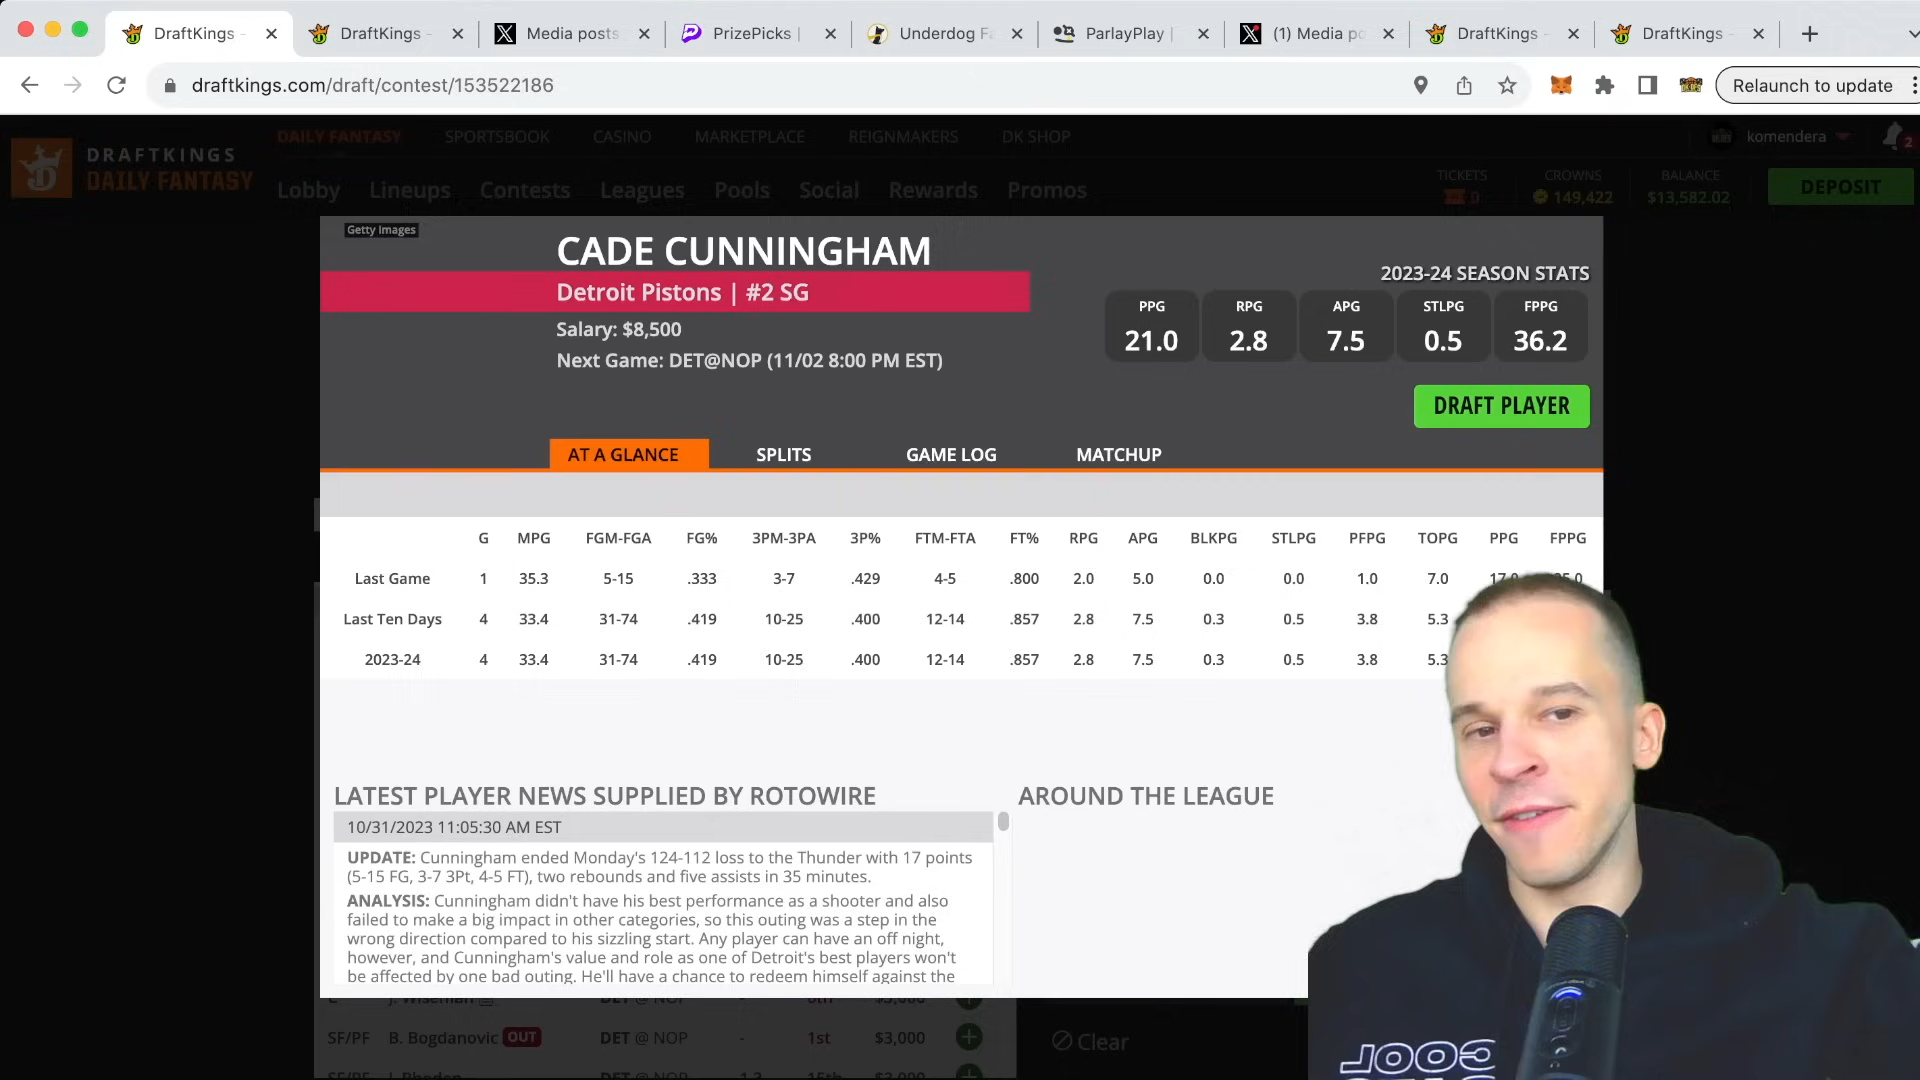 DraftKings -
DraftKings -
Media posts
PrizePicks |
Underdog Fa
ParlayPlay |
(1) Media po
DraftKings -
DraftKings -
draftkings.com/draft/contest/153522186
Relaunch to update
DRAFTKINGS
DAILY FANTASY
DAILY FANTASY SPORTSBOOK CASINO MARKETPLACE REIGNMAKERS DK SHOP
komendera
2
Lobby Lineups Contests Leagues Pools Social Rewards Promos
TICKETS
0
CROWNS
149,422
BALANCE
$13,582.02
DEPOSIT
Getty Images
CADE CUNNINGHAM
Detroit Pistons | #2 SG
Salary: $8,500
Next Game: DET@NOP (11/02 8:00 PM EST)
2023-24 SEASON STATS
PPG RPG APG STLPG FPPG
21.0 2.8 7.5 0.5 36.2
DRAFT PLAYER
AT A GLANCE SPLITS GAME LOG MATCHUP
G MPG FGM-FGA FG% 3PM-3PA 3P% FTM-FTA FT% RPG APG BLKPG STLPG PFPG TOPG PPG FPPG
Last Game 1 35.3 5-15 .333 3-7 .429 4-5 .800 2.0 5.0 0.0 0.0 1.0 7.0 17.0
Last Ten Days 4 33.4 31-74 .419 10-25 .400 12-14 .857 2.8 7.5 0.3 0.5 3.8 5.3
2023-24 4 33.4 31-74 .419 10-25 .400 12-14 .857 2.8 7.5 0.3 0.5 3.8 5.3
LATEST PLAYER NEWS SUPPLIED BY ROTOWIRE
AROUND THE LEAGUE
10/31/2023 11:05:30 AM EST
UPDATE: Cunningham ended Monday's 124-112 loss to the Thunder with 17 points
(5-15 FG, 3-7 3Pt, 4-5 FT), two rebounds and five assists in 35 minutes.
ANALYSIS: Cunningham didn't have his best performance as a shooter and also
failed to make a big impact in other categories, so this outing was a step in the
wrong direction compared to his sizzling start. Any player can have an off night,
however, and Cunningham's value and role as one of Detroit's best players won't
be affected by one bad outing. He'll have a chance to redeem himself against the
C J. Wiseman DET @ NOP - 6th $3,000
SF/PF B. Bogdanovic OUT DET @ NOP - 1st $3,000
Clear
COOL